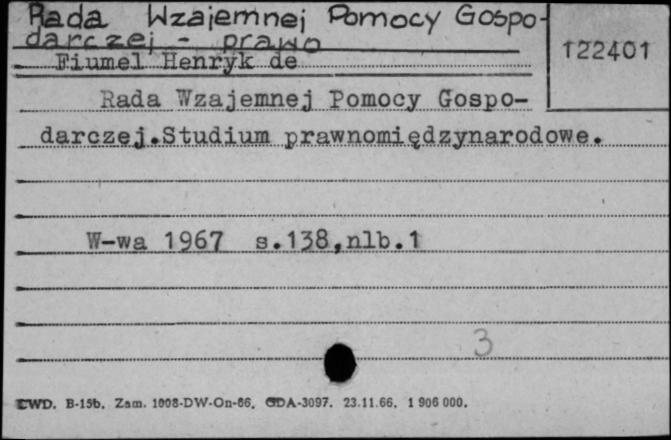 Rada Wzajemnej Pomocy Gospo-
darczej - prawo
122401
Fiumel Henryk de
Rada Wzajemnej Pomocy Gospo-
darczej.Studium prawnomiędzynarodowe.
W-wa 1967 s.138,nlb.1
3
CWD. B-15b. Zam. 1008-DW-On-66. GDA-3097. 23.11.66. 1 906 000.